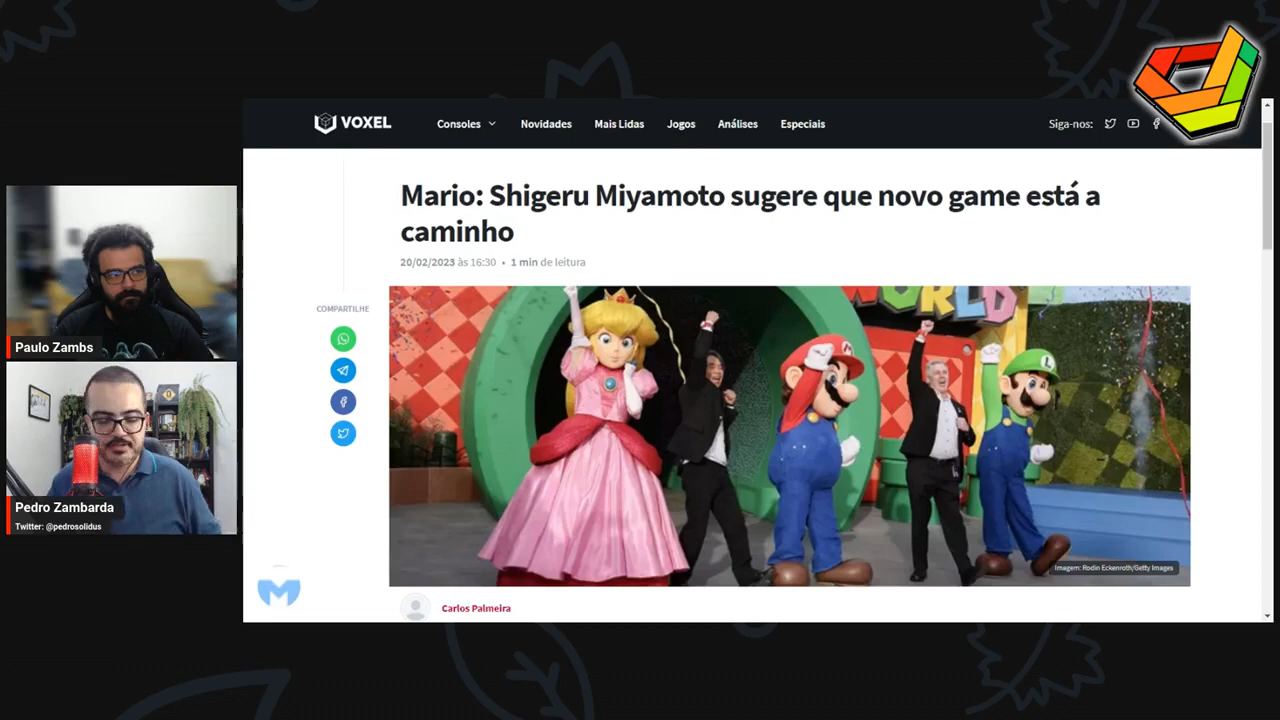 VOXEL
Consoles
Novidades
Mais Lidas
Jogos
Análises
Especiais
Siga-nos:
Mario: Shigeru Miyamoto sugere que novo game está a
caminho
20/02/2023 às 16:30 • 1 min de leitura
COMPARTILHE
WORLD
M
L
Imagem: Rodin Eckenroth/Getty Images
Carlos Palmeira
Paulo Zambs
Pedro Zambarda
Twitter: @pedrosolidus